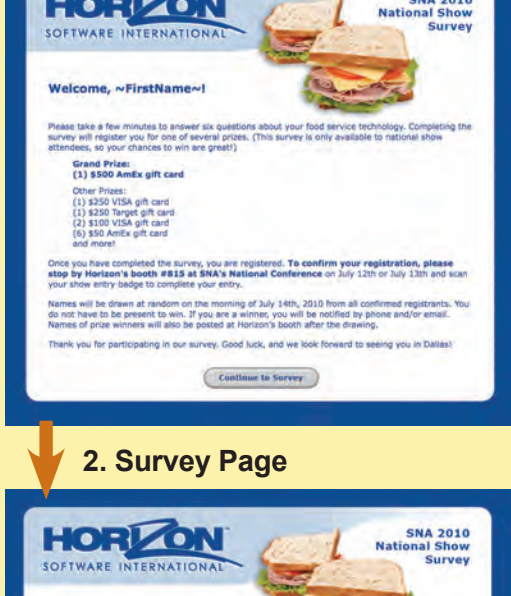 HORIZON
SOFTWARE INTERNATIONAL
SNA 2010
National Show
Survey
Welcome, ~FirstName~!
Please take a few minutes to answer six questions about your food service technology. Completing the
survey will register you for one of several prizes. (This survey is only available to national show
attendees, so your chances to win are great!)
Grand Prize:
(1) $500 AmEx gift card
Other Prizes:
(1) $250 VISA gift card
(1) $250 Target gift card
(2) $100 VISA gift card
(6) $50 AmEx gift card
and more!
Once you have completed the survey, you are registered. To confirm your registration, please
stop by Horizon's booth #815 at SNA's National Conference on July 12th or July 13th and scan
your show entry badge to complete your entry.
Names will be drawn at random on the morning of July 14th, 2010 from all confirmed registrants. You
do not have to be present to win. If you are a winner, you will be notified by phone and/or email.
Names of prize winners will also be posted at Horizon's booth after the drawing.
Thank you for participating in our survey. Good luck, and we look forward to seeing you in Dallas!
Continue to Survey
2. Survey Page
HORIZON
SOFTWARE INTERNATIONAL
SNA 2010
National Show
Survey